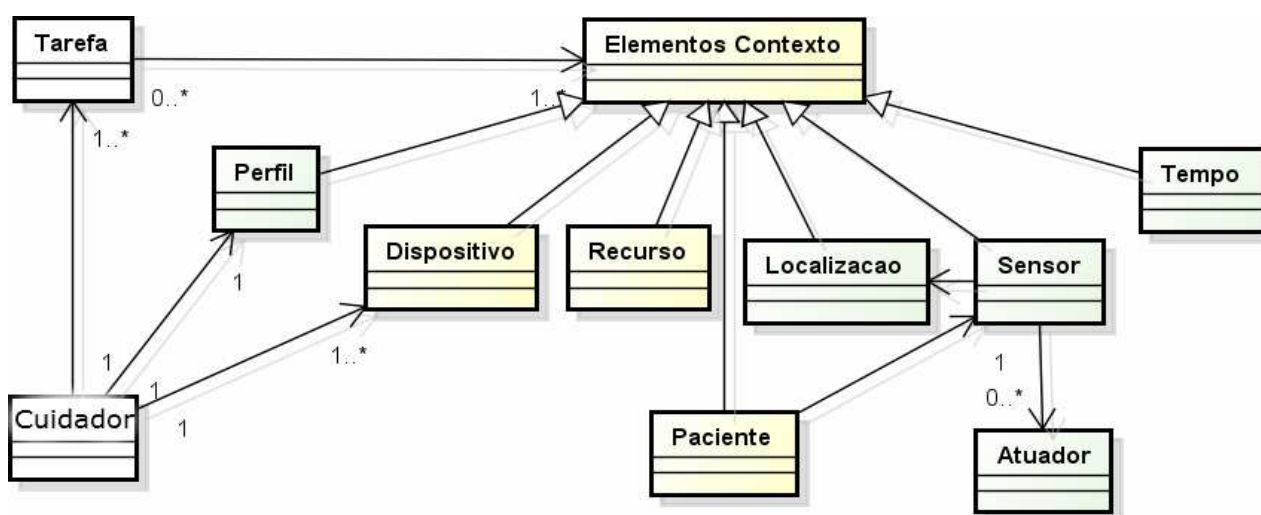 Tarefa
Elementos Contexto
0..*
1..*
1..*
Perfil
Tempo
Dispositivo
Recurso
Localizacao
Sensor
1
1..*
1
1
1
1
0..*
Cuidador
Paciente
Atuador